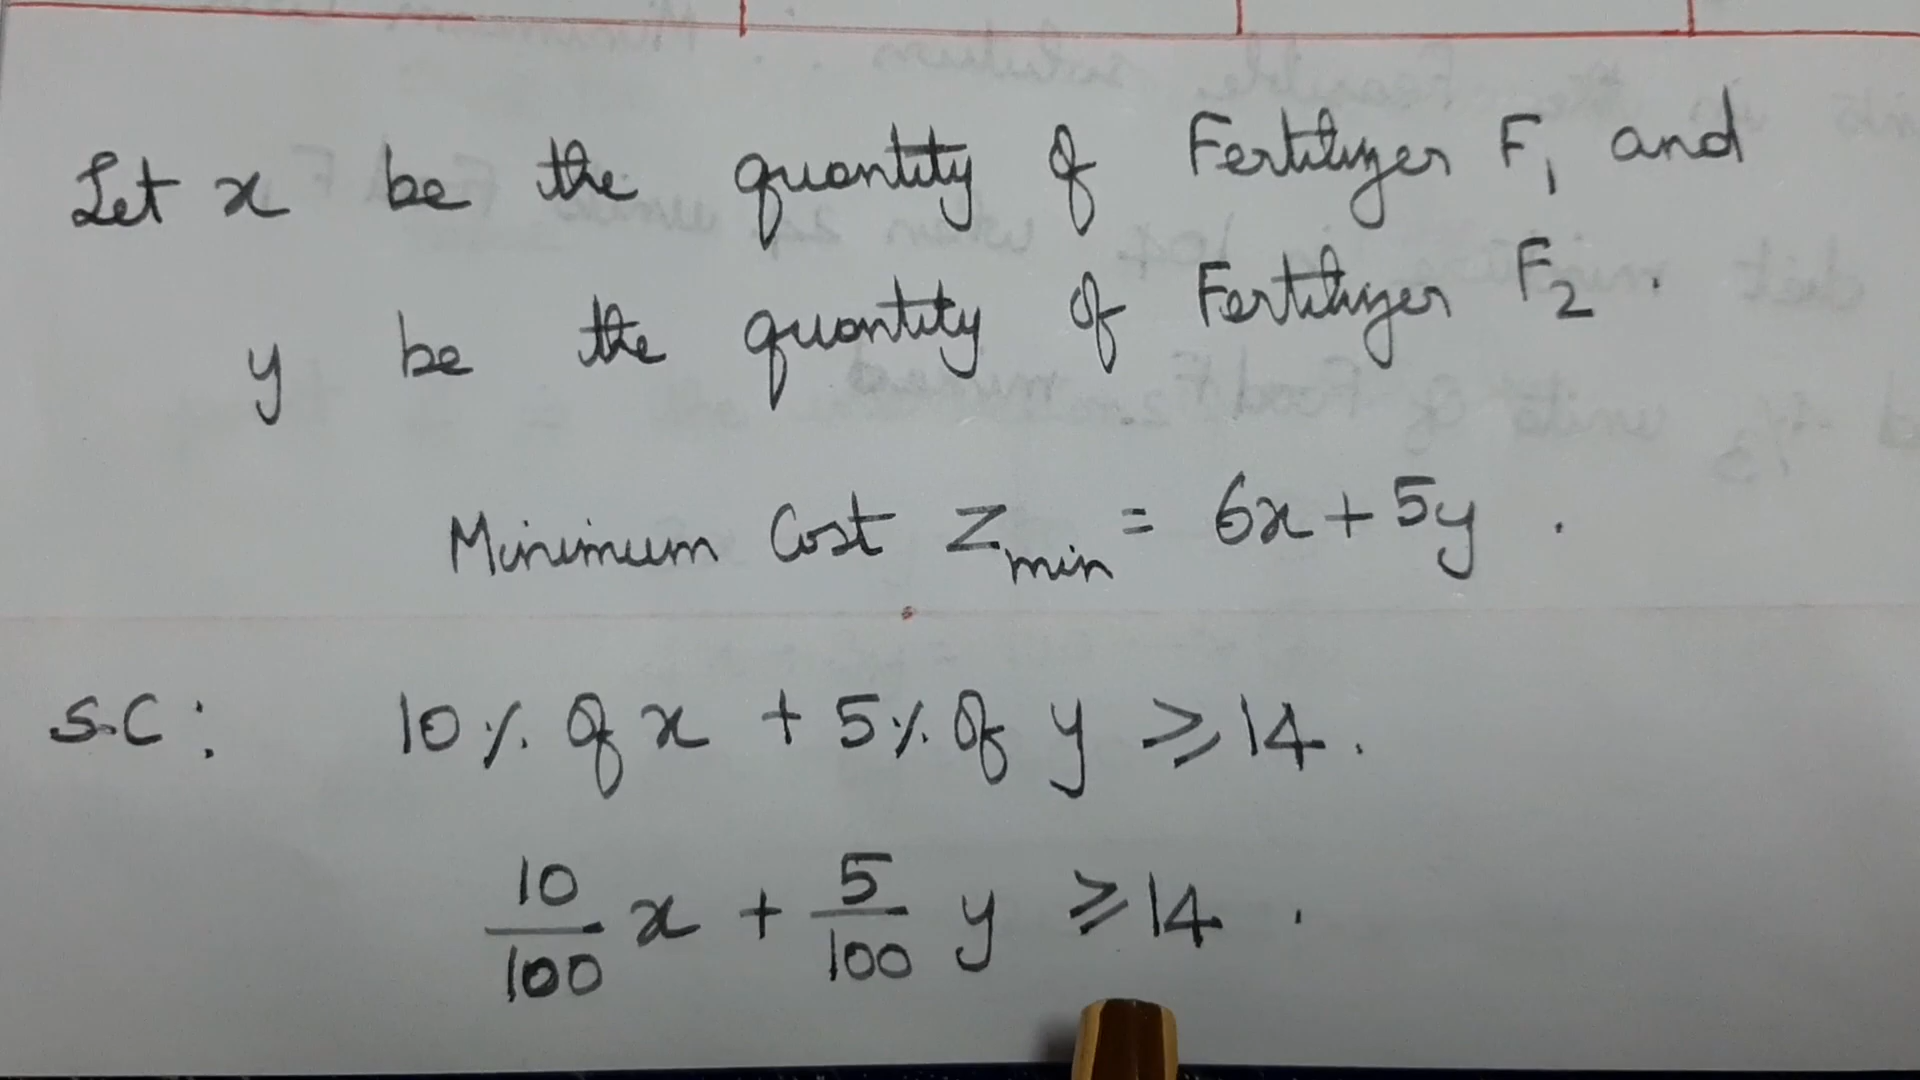 Let x be the quantity of Fertilizer F₁ and
y be the quantity of Fertilizer F₂.
Minimum Cost Z min = 6x + 5y.
S.C: 10% of x + 5% of y ⩾ 14.
10/100 x + 5/100 y ⩾ 14.